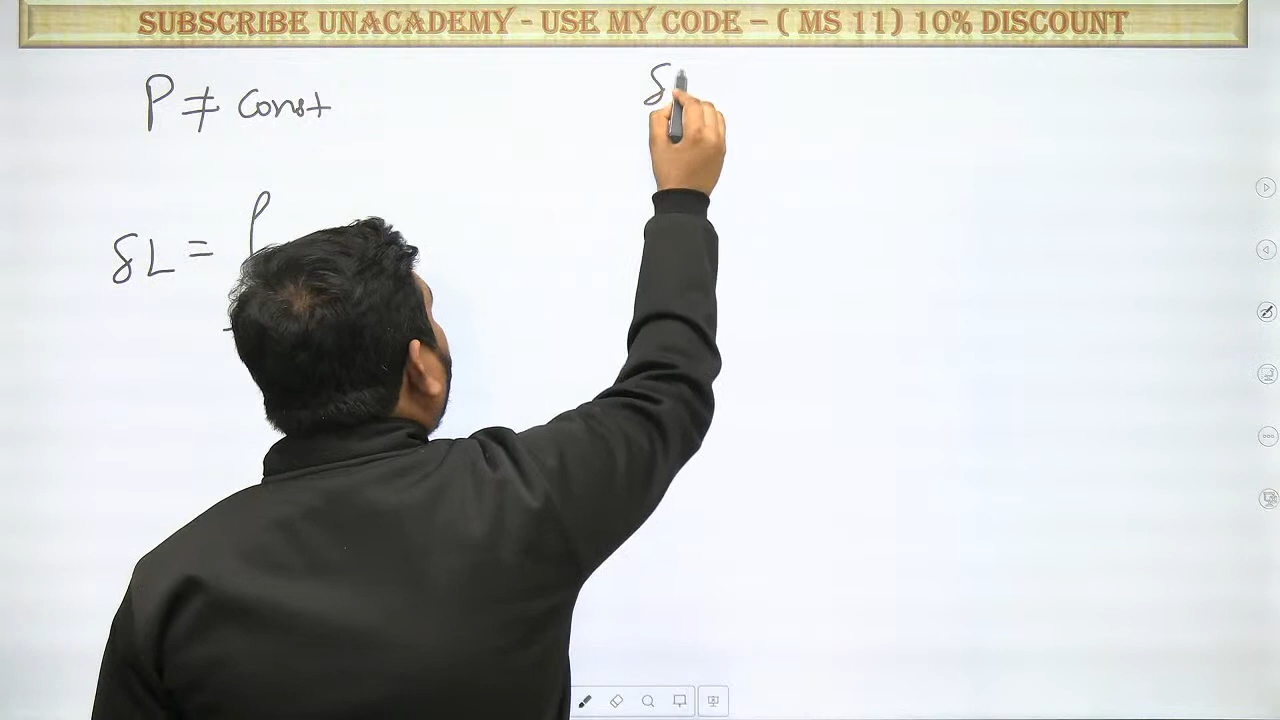 SUBSCRIBE UNACADEMY - USE MY CODE – ( MS 11) 10% DISCOUNT
P ≠ const
δL = P
δ